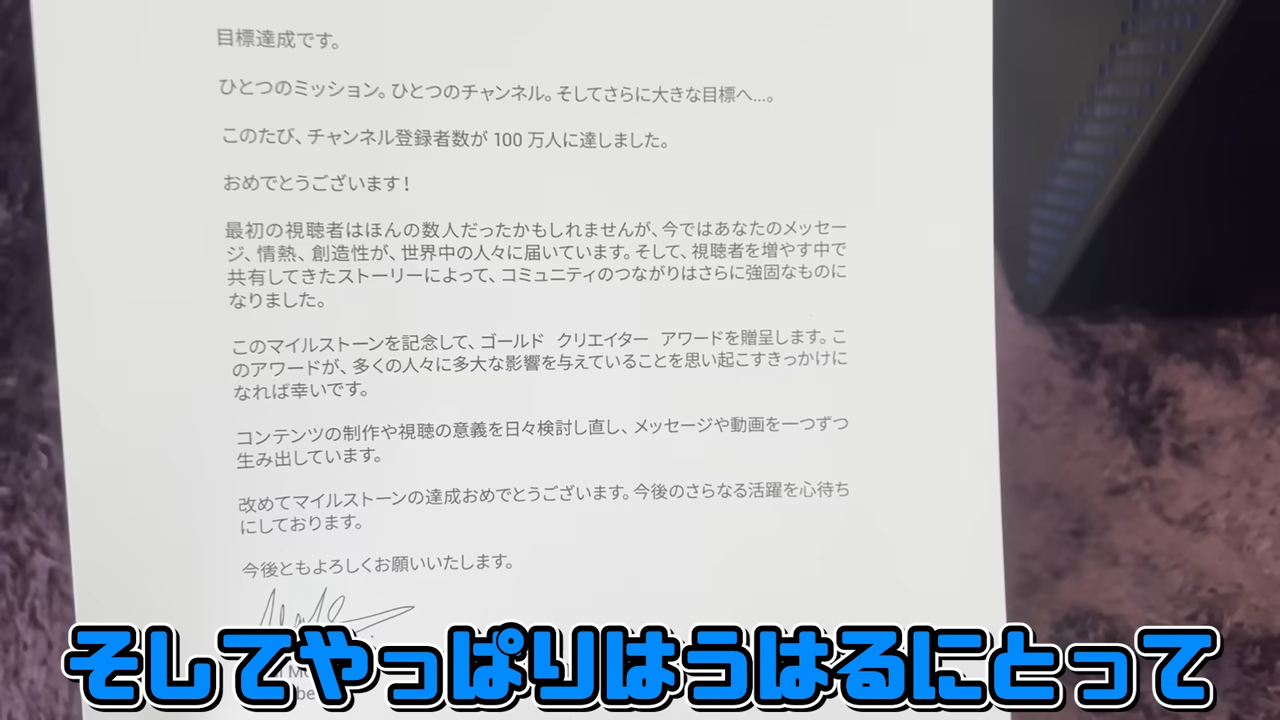 目標達成です。
ひとつのミッション。ひとつのチャンネル。そしてさらに大きな目標へ...。
このたび、チャンネル登録者数が 100 万人に達しました。
おめでとうございます!
最初の視聴者はほんの数人だったかもしれませんが、今ではあなたのメッセー
ジ、情熱、創造性が、世界中の人々に届いています。そして、視聴者を増やす中で
共有してきたストーリーによって、コミュニティのつながりはさらに強固なものに
なりました。
このマイルストーンを記念して、ゴールド クリエイター アワードを贈呈します。こ
のアワードが、多くの人々に多大な影響を与えていることを思い起こすきっかけに
なれば幸いです。
コンテンツの制作や視聴の意義を日々検討し直し、メッセージや動画を一つずつ
生み出しています。
改めてマイルストーンの達成おめでとうございます。今後のさらなる活躍を心待ち
にしております。
今後ともよろしくお願いいたします。
そしてやっぱりはうはるにとって